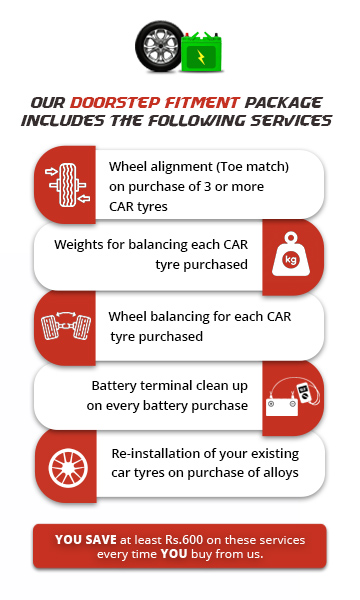 OUR DOORSTEP FITMENT PACKAGE
INCLUDES THE FOLLOWING SERVICES
Wheel alignment (Toe match)
on purchase of 3 or more
CAR tyres
Weights for balancing each CAR
tyre purchased
kg
Wheel balancing for each CAR
tyre purchased
Battery terminal clean up
on every battery purchase
Re-installation of your existing
car tyres on purchase of alloys
YOU SAVE at least Rs.600 on these services
every time YOU buy from us.